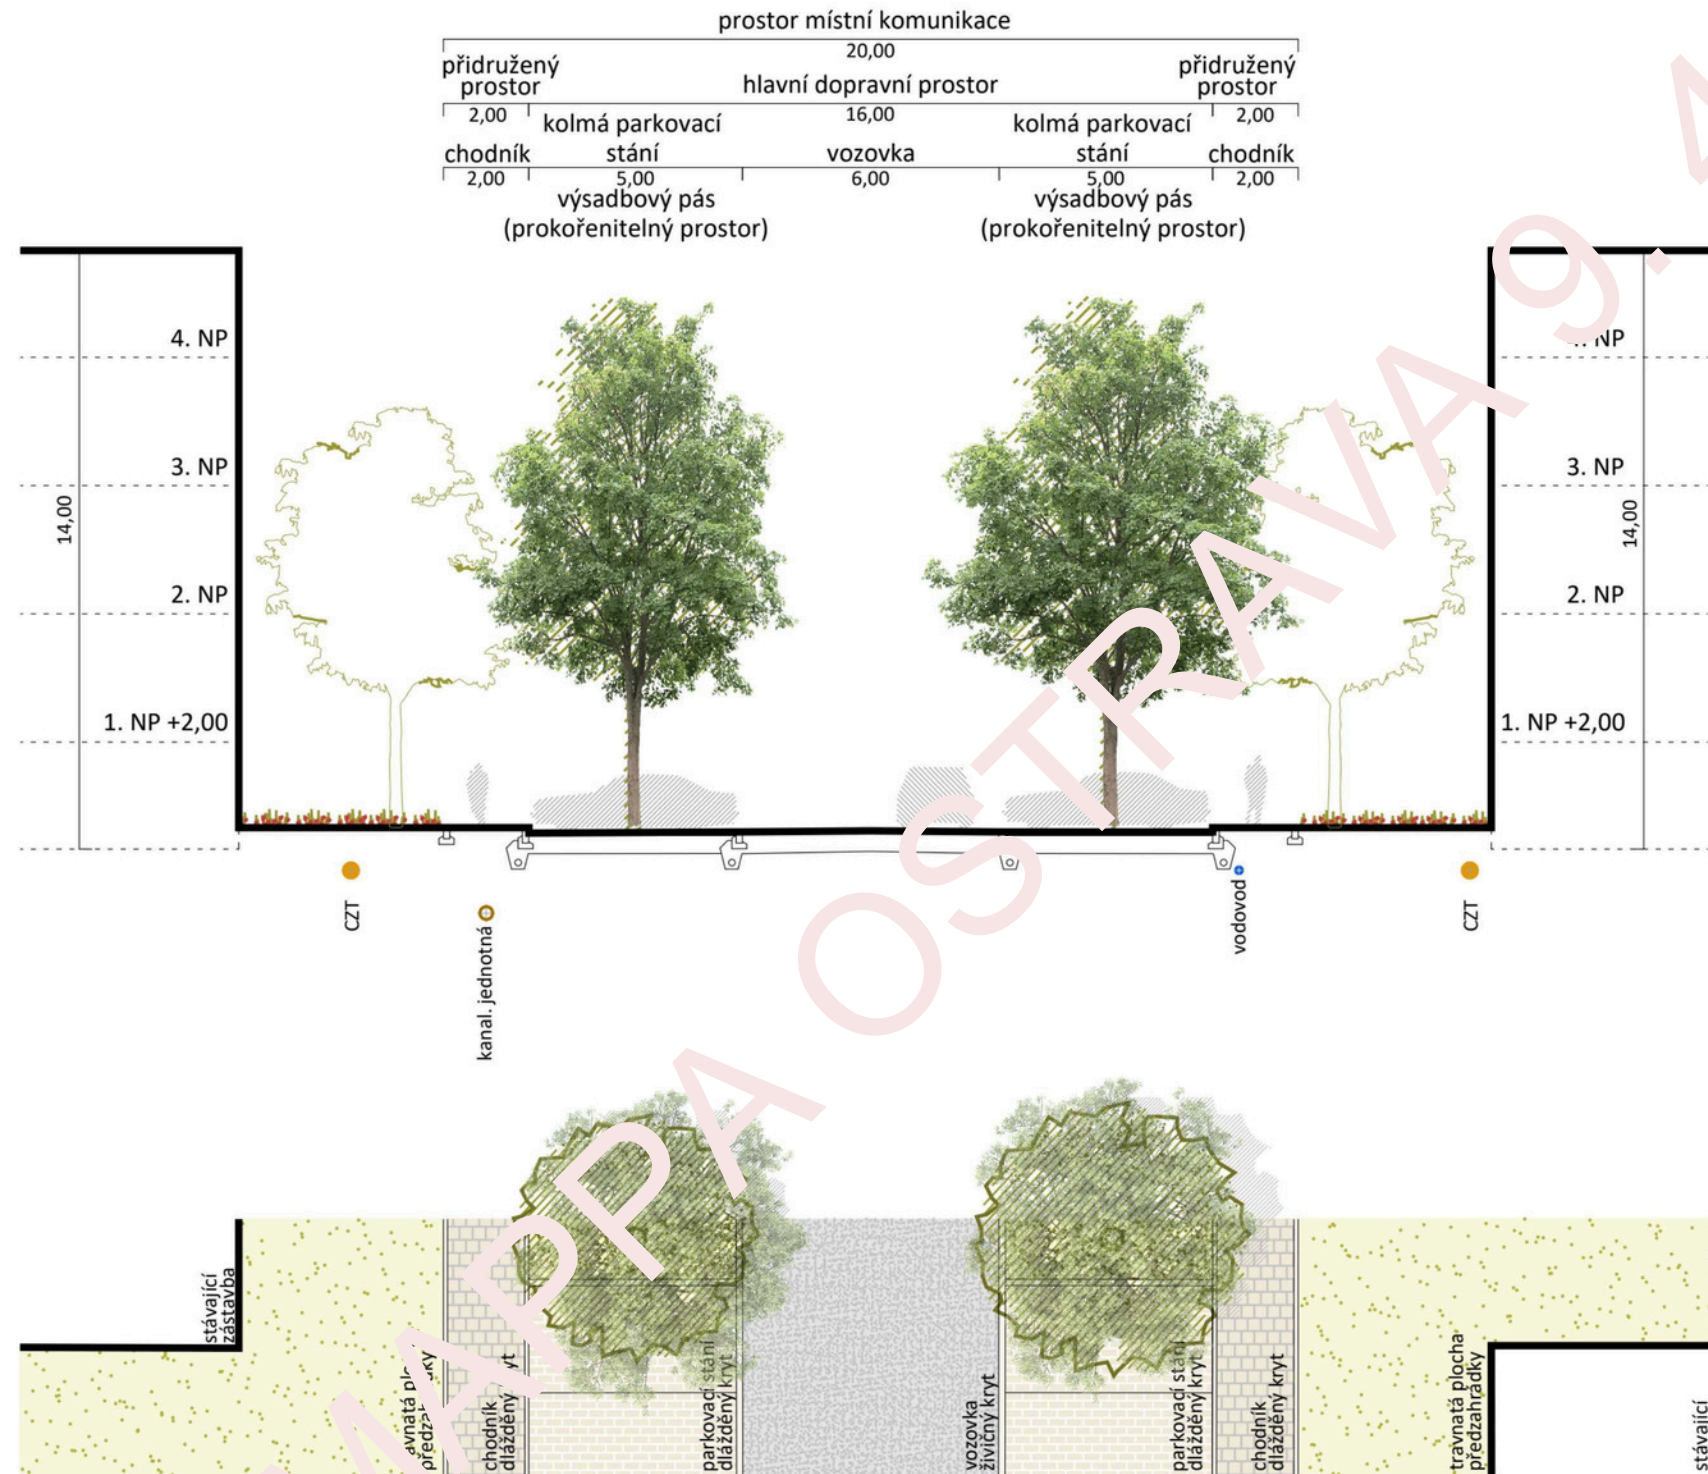 prostor místní komunikace
20,00
přidružený prostor
hlavní dopravní prostor
přidružený prostor
2,00
16,00
2,00
kolmá parkovací stání
kolmá parkovací stání
chodník
vozovka
chodník
2,00
5,00
6,00
5,00
2,00
výsadbový pás
(prokořenitelný prostor)
výsadbový pás
(prokořenitelný prostor)
4. NP
3. NP
2. NP
1. NP +2,00
14,00
NP
3. NP
2. NP
1. NP +2,00
14,00
CZT
kanal. jednotná
vodovod
CZT
stávající
zástavba
chodník
dlážděný kryt
parkovací stání
dlážděný kryt
vozovka
živičný kryt
parkovací stání
dlážděný kryt
chodník
dlážděný kryt
travnatá plocha
předzahrádky
stávající
MAPPA OSTRAVA 9. 4